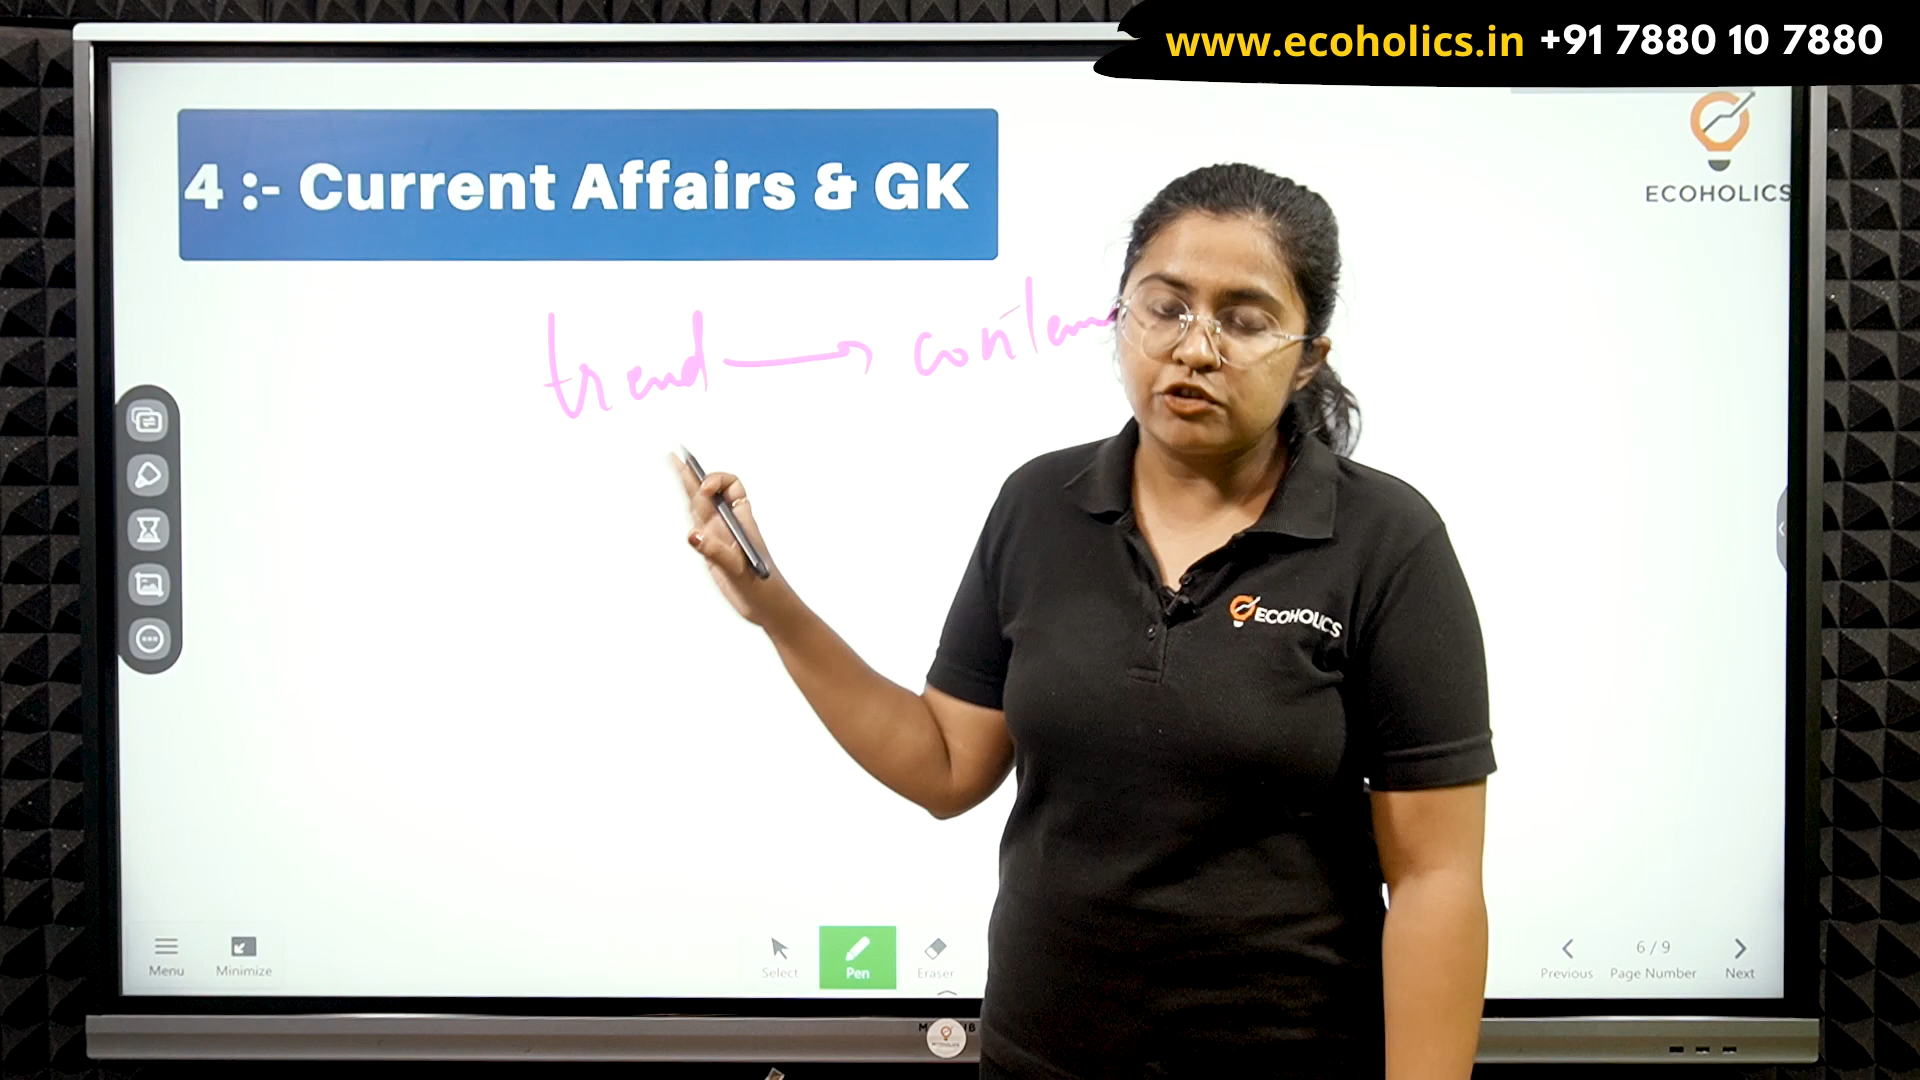 www.ecoholics.in +91 7880 10 7880
4 :- Current Affairs & GK
ECOHOLICS
trend → contem
ECOHOLICS
Menu
Minimize
Select
Pen
Eraser
Previous
6 / 9
Page Number
Next